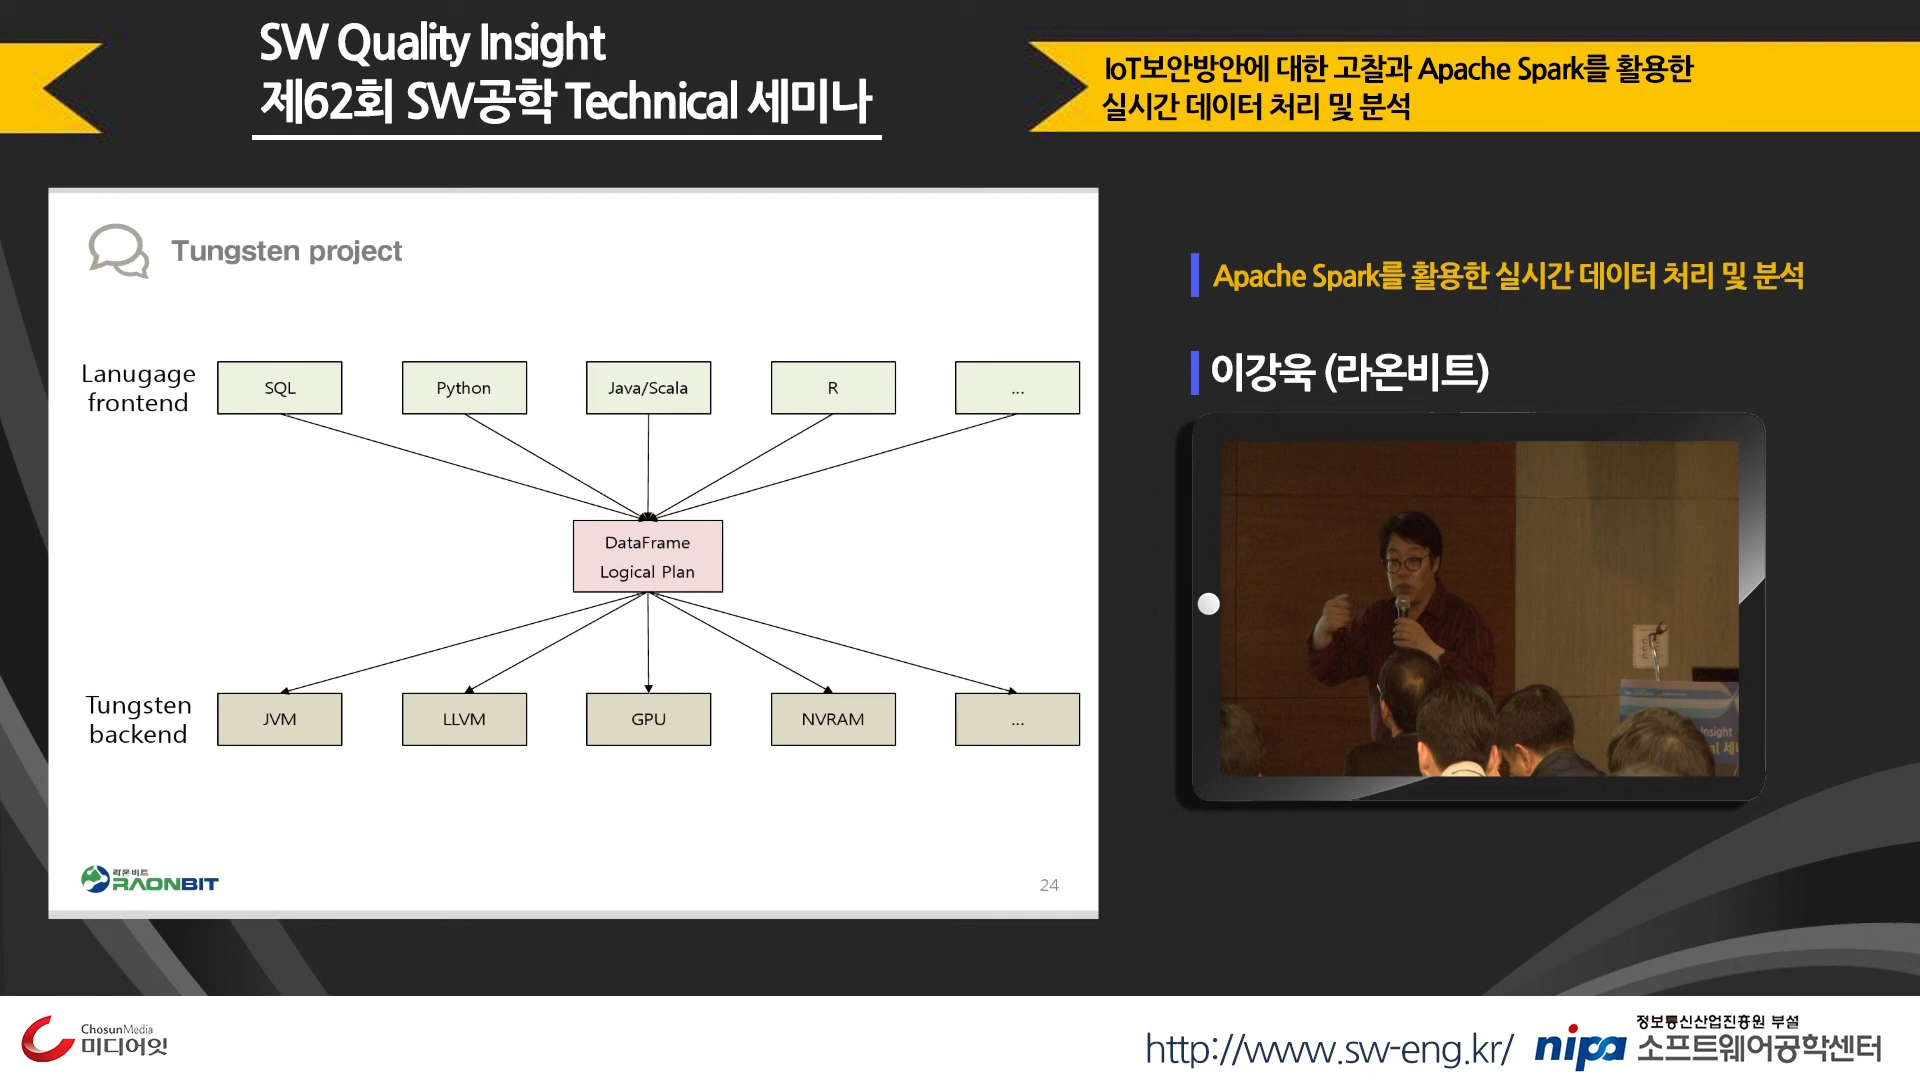 SW Quality Insight
제62회 SW공학 Technical 세미나
IoT보안방안에 대한 고찰과 Apache Spark를 활용한
실시간 데이터 처리 및 분석
Tungsten project
Lanugage
frontend
SQL
Python
Java/Scala
R
...
DataFrame
Logical Plan
Tungsten
backend
JVM
LLVM
GPU
NVRAM
...
라온비트
RAONBIT
24
Apache Spark를 활용한 실시간 데이터 처리 및 분석
이강욱 (라온비트)
Insight
ChosunMedia
미디어잇
http://www.sw-eng.kr/
nipa
정보통신산업진흥원 부설
소프트웨어공학센터